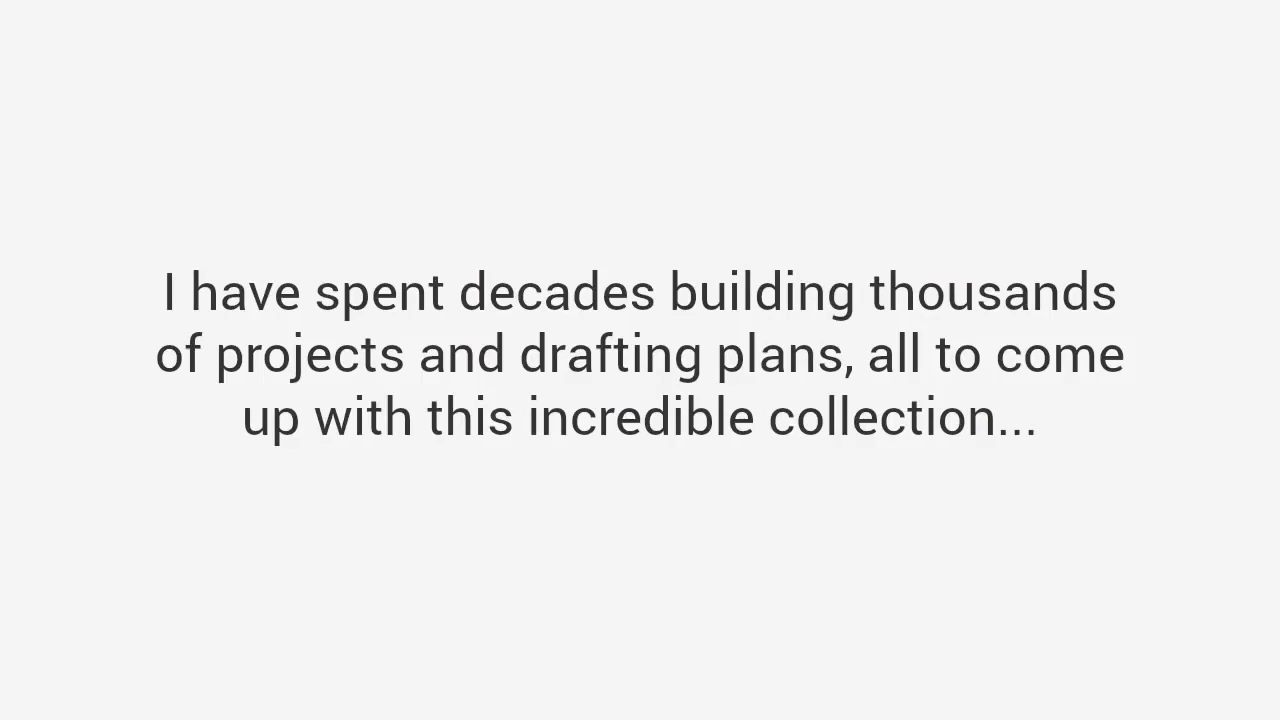 I have spent decades building thousands
of projects and drafting plans, all to come
up with this incredible collection...